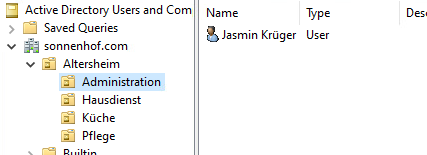 Active Directory Users and Com
Saved Queries
sonnenhof.com
Altersheim
Administration
Hausdienst
Küche
Pflege
Builtin
Name Type Desc
Jasmin Krüger User